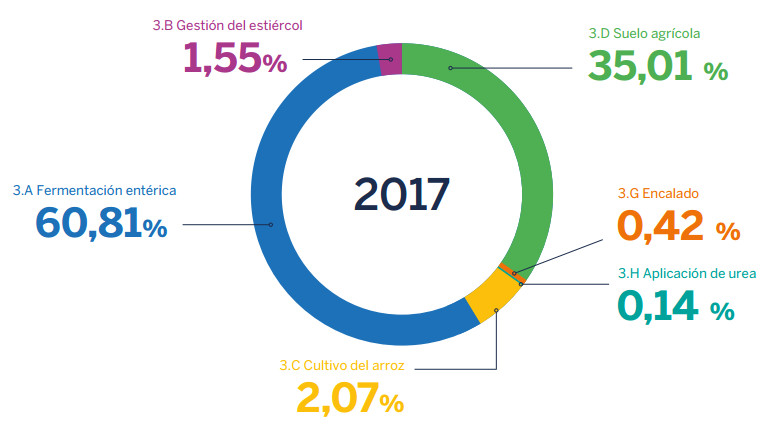 3.B Gestión del estiércol
1,55%
3.D Suelo agrícola
35,01 %
3.A Fermentación entérica
60,81%
2017
3.G Encalado
0,42 %
3.H Aplicación de urea
0,14 %
3.C Cultivo del arroz
2,07%